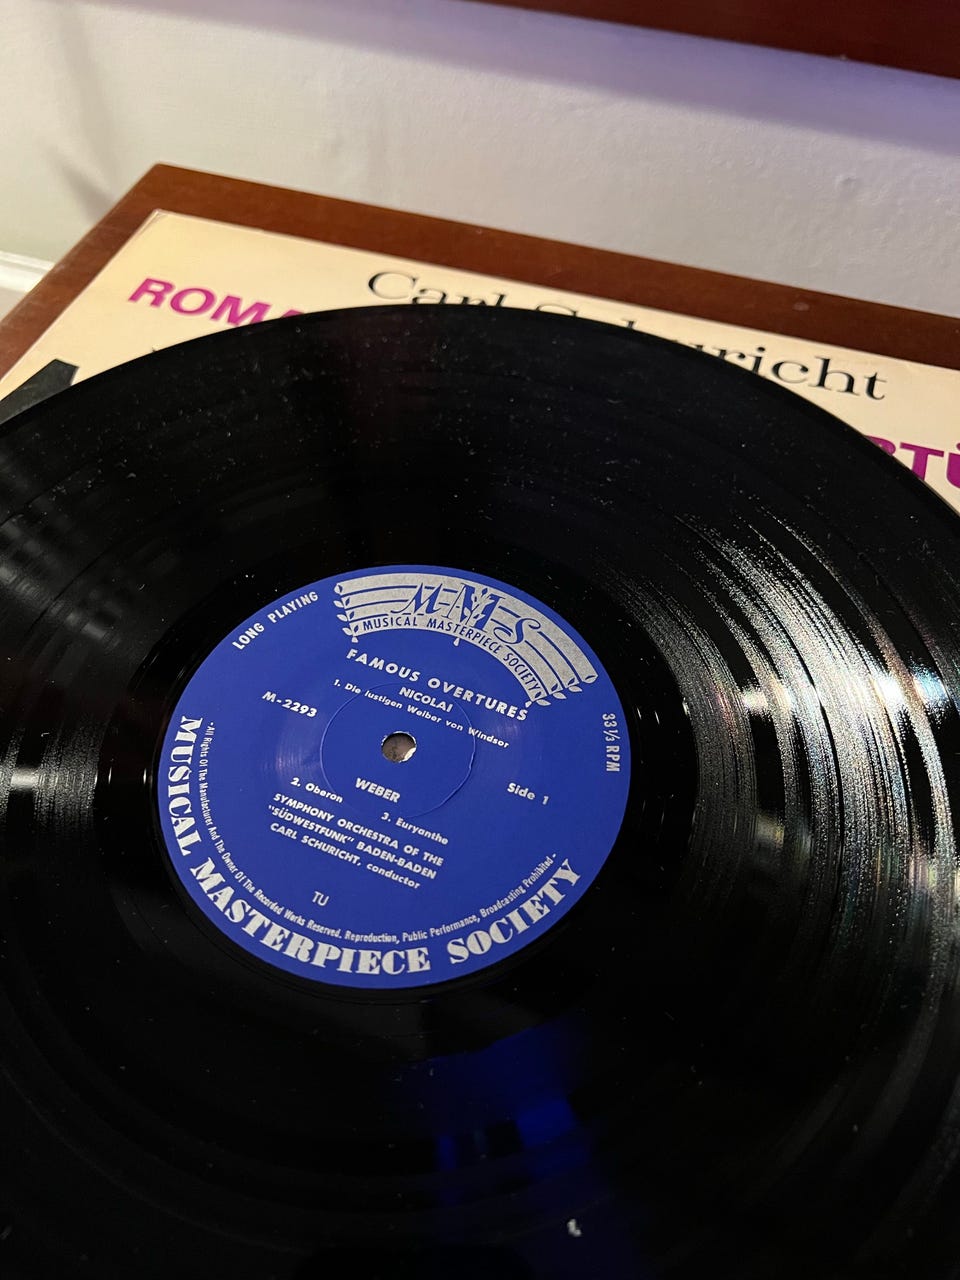 Carl Schuricht
LONG PLAYING
M-M-S
MUSICAL MASTERPIECE SOCIETY
FAMOUS OVERTURES
NICOLAI
1. Die lustigen Weiber von Windsor
M-2293
33⅓ RPM
Side 1
WEBER
2. Oberon
3. Euryanthe
SYMPHONY ORCHESTRA OF THE
"SÜDWESTFUNK" BADEN-BADEN
CARL SCHURICHT, conductor
TU
· All Rights Of The Manufacturer And The Owner Of The Recorded Works Reserved. Reproduction, Public Performance, Broadcasting Prohibited -
MUSICAL MASTERPIECE SOCIETY